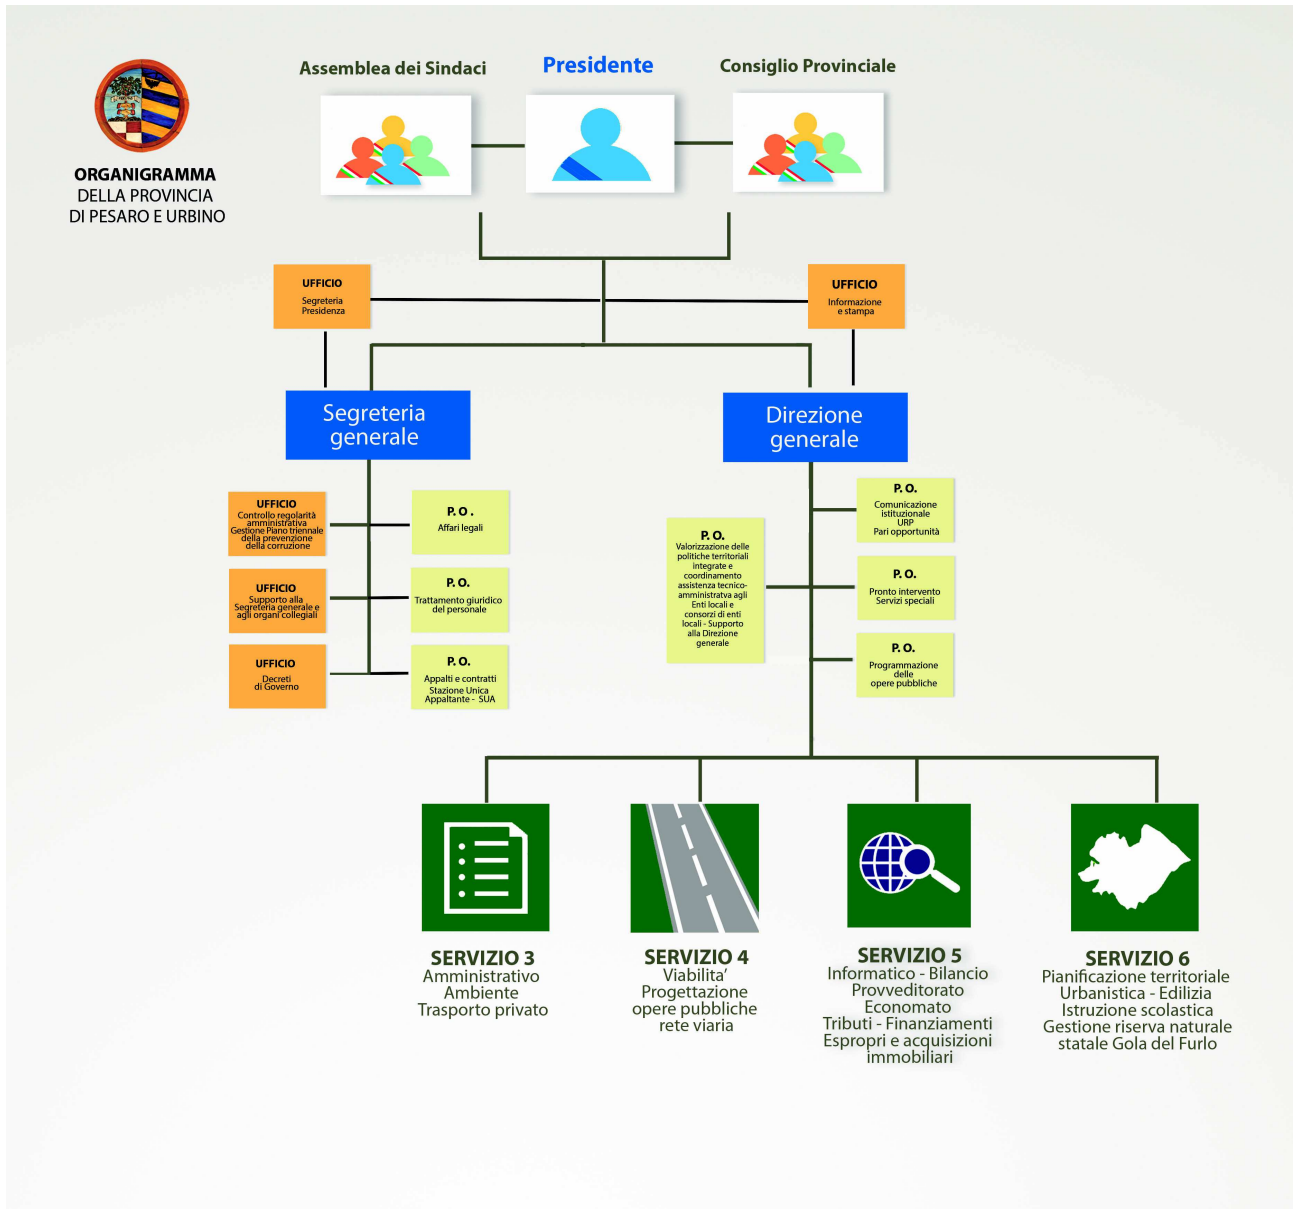 Assemblea dei Sindaci
Presidente
Consiglio Provinciale
ORGANIGRAMMA
DELLA PROVINCIA
DI PESARO E URBINO
UFFICIO
Segreteria
Presidenza
UFFICIO
Informazione
e stampa
Segreteria
generale
Direzione
generale
UFFICIO
Controllo regolarità
amministrativa
Gestione Piano triennale
della prevenzione
della corruzione
P. O .
Affari legali
UFFICIO
Supporto alla
Segreteria generale e
agli organi collegiali
P. O.
Trattamento giuridico
del personale
UFFICIO
Decreti
di Governo
P. O.
Appalti e contratti
Stazione Unica
Appaltante - SUA
P. O.
Valorizzazione delle
politiche territoriali
integrate e
coordinamento
assistenza tecnico-
amministratva agli
Enti locali e
consorzi di enti
locali - Supporto
alla Direzione
generale
P. O.
Comunicazione
istituzionale
URP
Pari opportunità
P. O.
Pronto intervento
Servizi speciali
P. O.
Programmazione
delle
opere pubbliche
SERVIZIO 3
Amministrativo
Ambiente
Trasporto privato
SERVIZIO 4
Viabilita'
Progettazione
opere pubbliche
rete viaria
SERVIZIO 5
Informatico - Bilancio
Provveditorato
Economato
Tributi - Finanziamenti
Espropri e acquisizioni
immobiliari
SERVIZIO 6
Pianificazione territoriale
Urbanistica - Edilizia
Istruzione scolastica
Gestione riserva naturale
statale Gola del Furlo